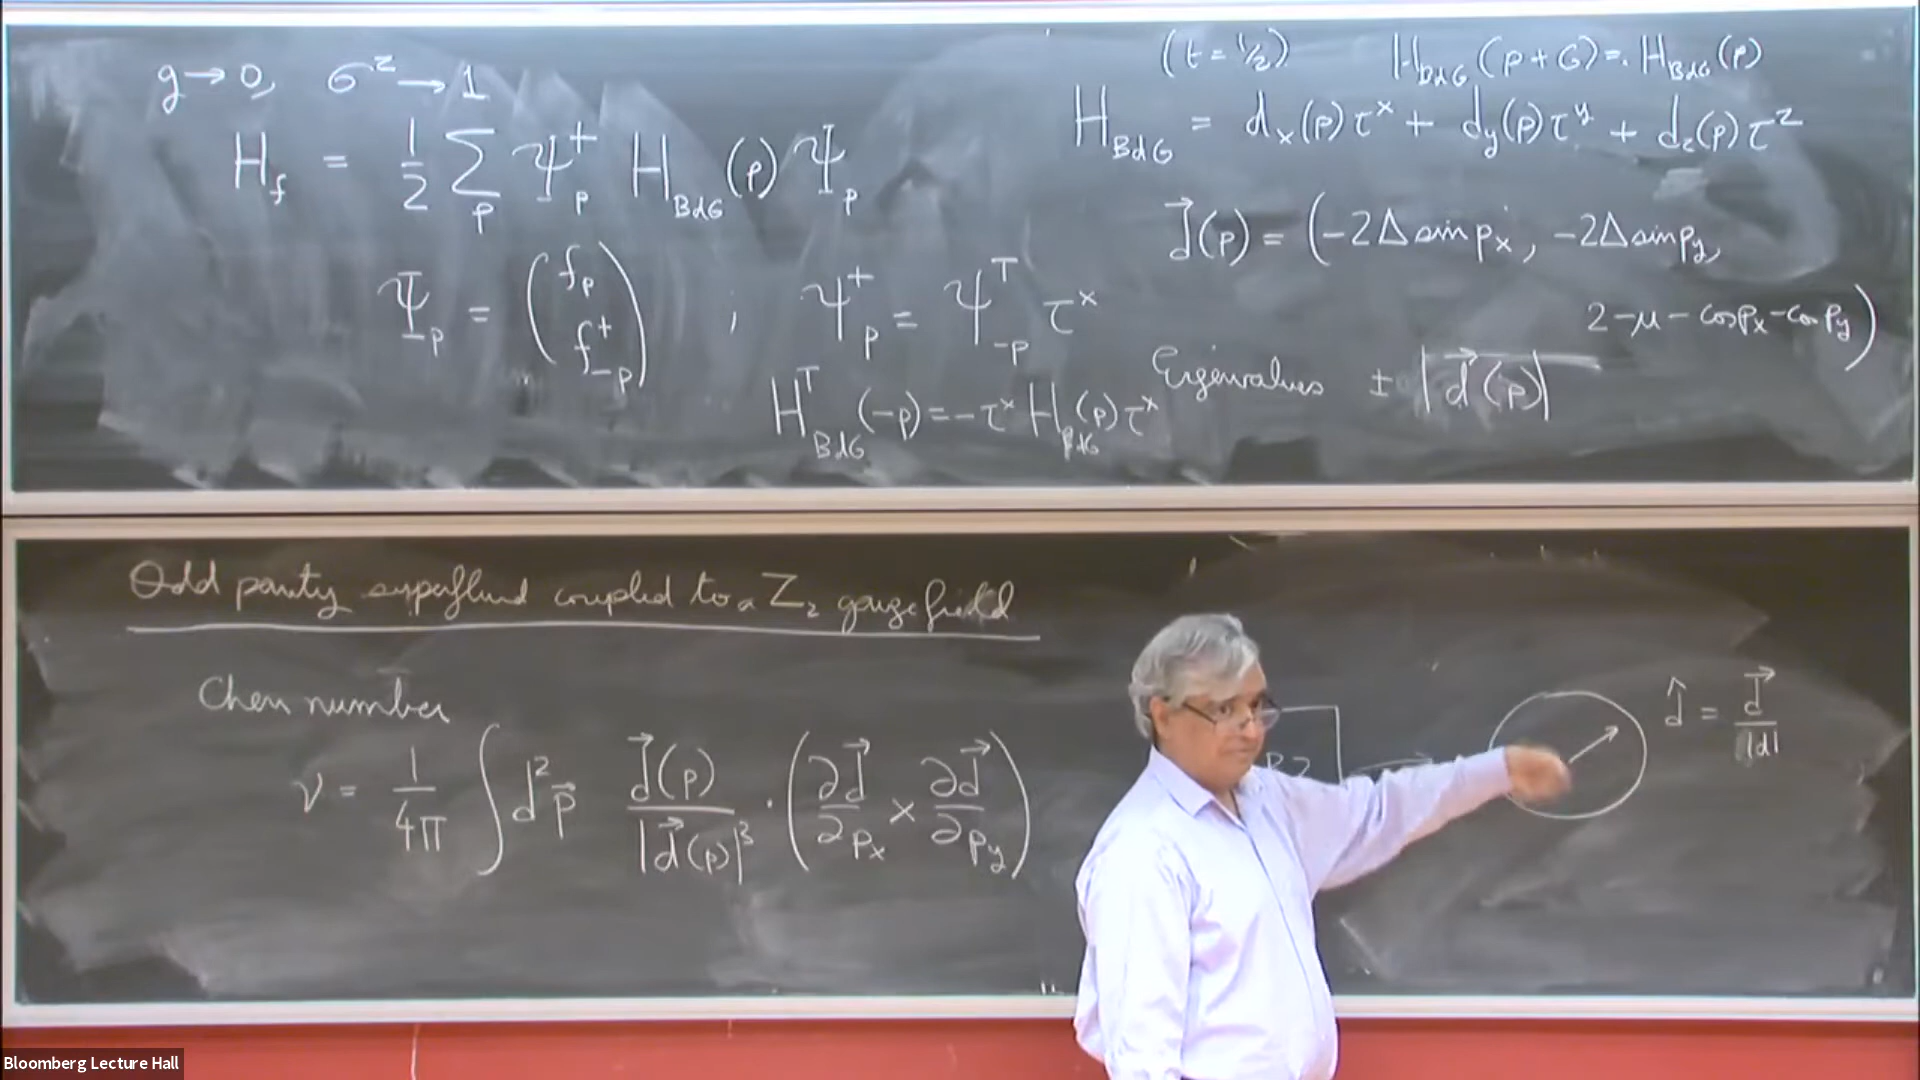 g → 0, σ^z → 1
H_f = 1/2 Σ_p Ψ_p^+ H_BdG (p) Ψ_p
Ψ_p = ( f_p f^+_-p ) ; Ψ^+_p = Ψ^T_-p τ^x
H^T_BdG (-p) = -τ^x H_BdG (p) τ^x
(t = 1/2) H_BdG (p + G) = H_BdG (p)
H_BdG = d_x(p) τ^x + d_y(p) τ^y + d_z(p) τ^z
d⃗(p) = (-2Δ sin p_x, -2Δ sin p_y,
2 - μ - cos p_x - cos p_y)
Eigenvalues ± |d⃗(p)|
Odd parity superfluid coupled to a Z_2 gauge field
Chern number
ν = 1/4π ∫ d^2 p⃗ d⃗(p) / |d⃗(p)|^3 · ( ∂d⃗/∂p_x × ∂d⃗/∂p_y )
d̂ = d⃗/|d|
Bloomberg Lecture Hall